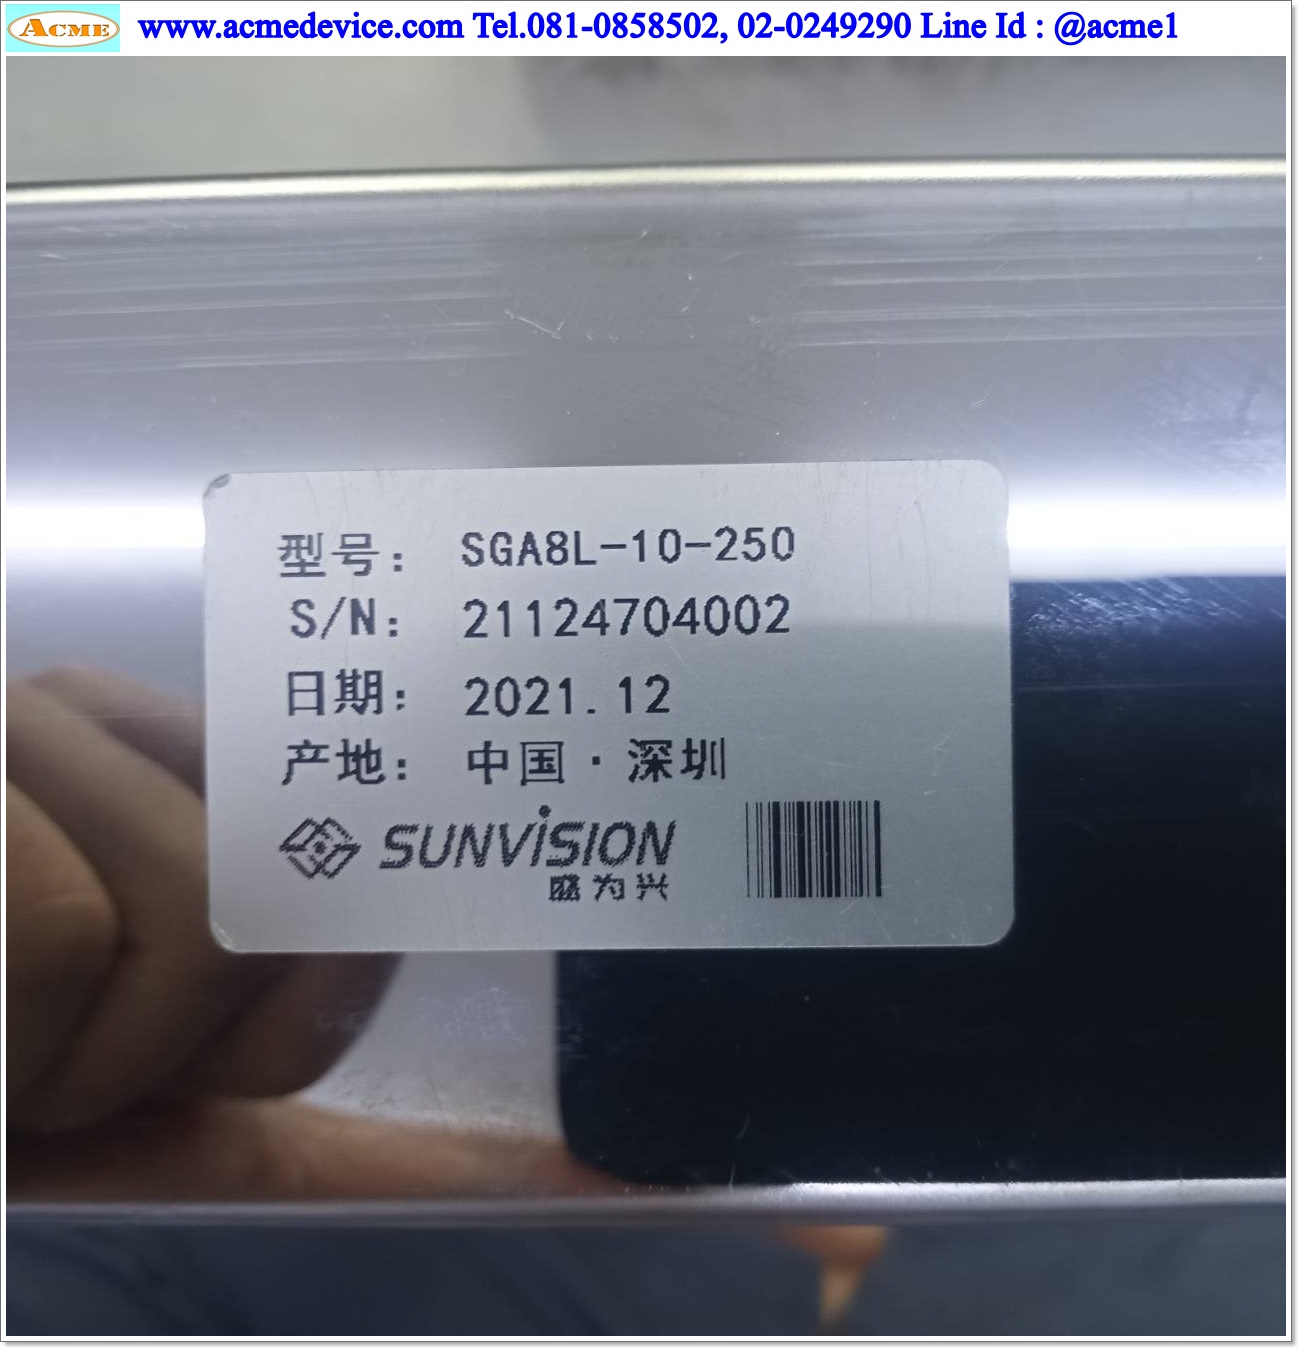 ACME www.acmedevice.com Tel.081-0858502, 02-0249290 Line Id : @acme1
型号: SGA8L-10-250
S/N: 21124704002
日期: 2021.12
产地: 中国·深圳
SUNViSION
盛为兴